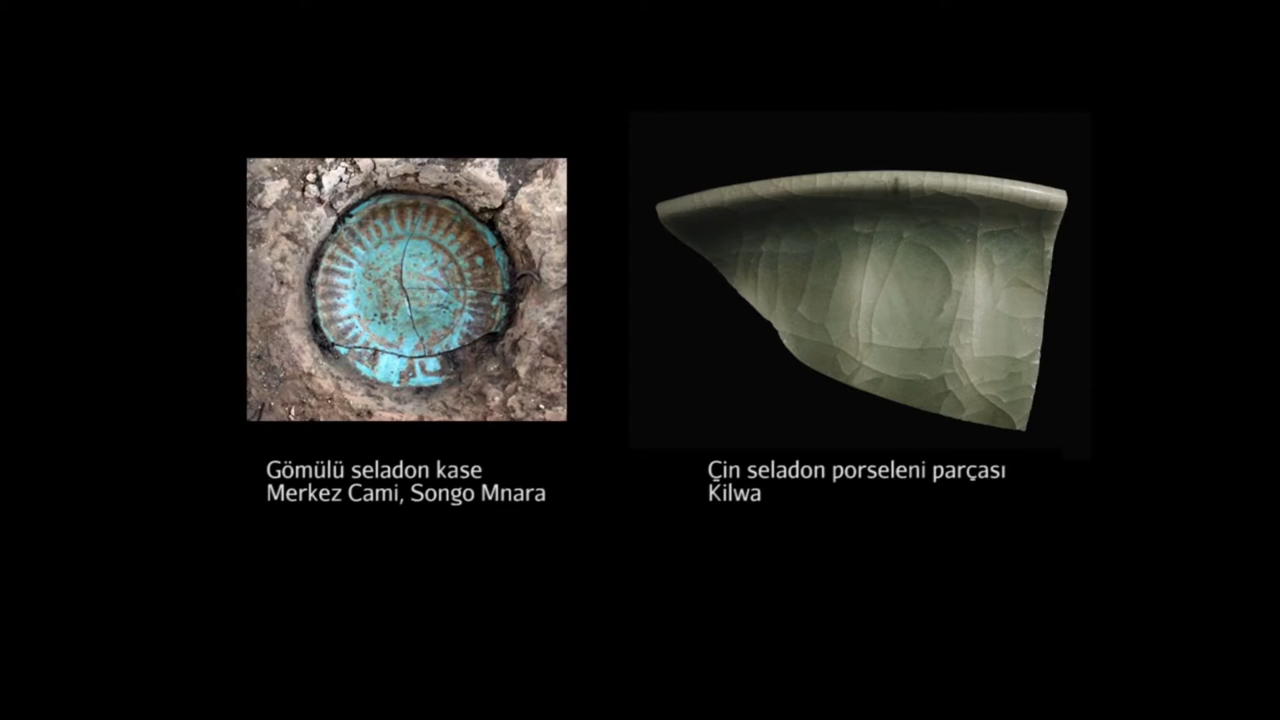 Gömülü seladon kase
Merkez Cami, Songo Mnara
Çin seladon porseleni parçası
Kilwa